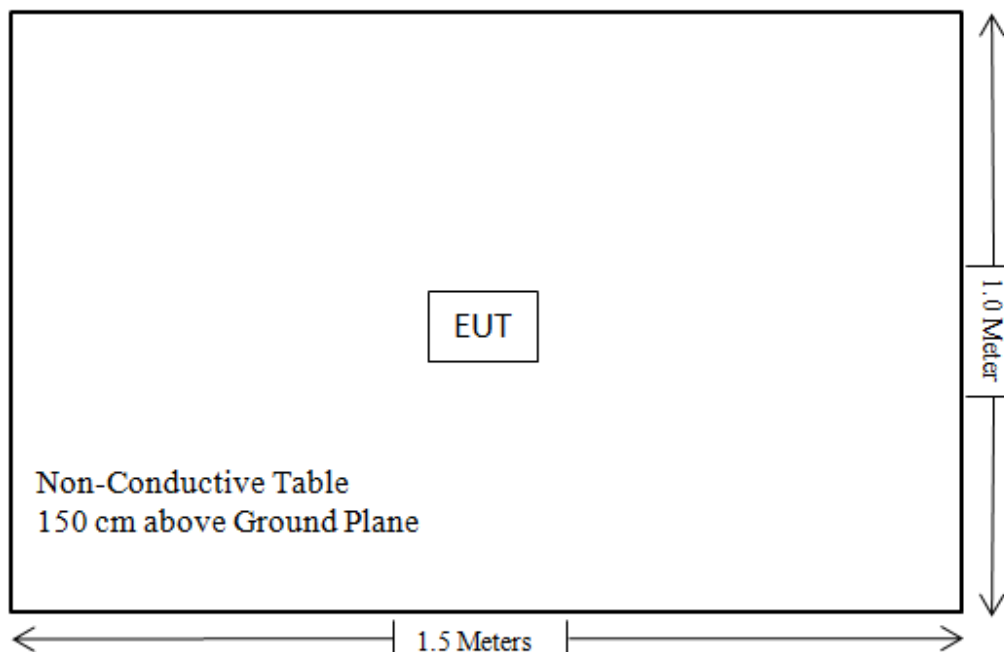 EUT
1.0 Meter
Non-Conductive Table
150 cm above Ground Plane
1.5 Meters